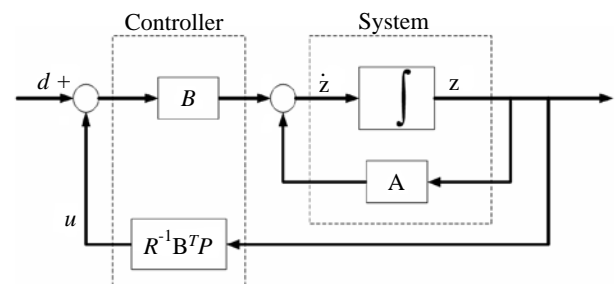 Controller
System
d +
B
ż
∫
z
A
u
R⁻¹BᵀP